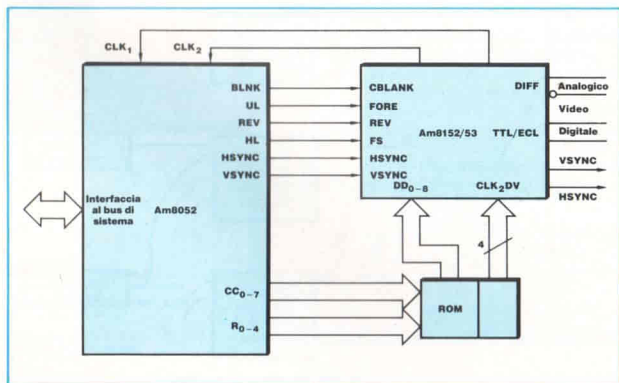 CLK₁ CLK₂
BLNK
UL
REV
HL
HSYNC
VSYNC
Interfaccia
al bus di
sistema
Am8052
CC₀₋₇
R₀₋₄
CBLANK
FORE
REV
FS
HSYNC
VSYNC
DD₀₋₈
Am8152/53
DIFF
TTL/ECL
CLK₂DV
Analogico
Video
Digitale
VSYNC
HSYNC
4
ROM